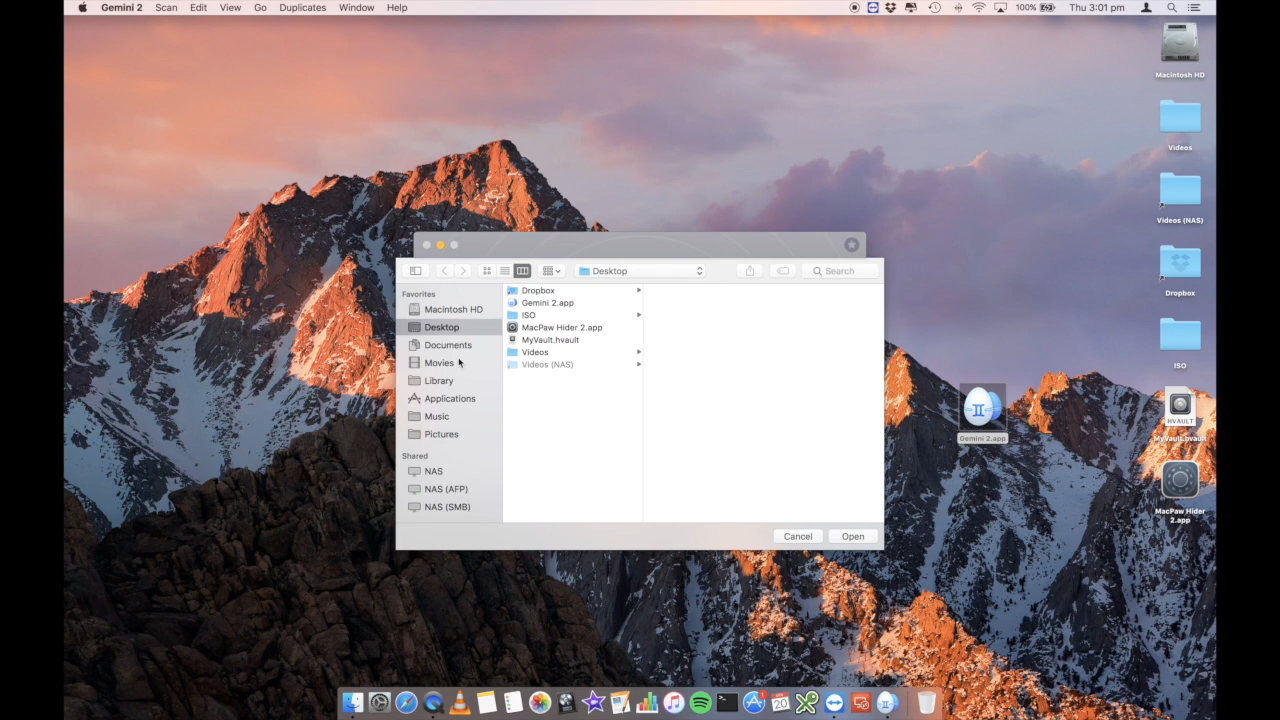 Gemini 2 Scan Edit View Go Duplicates Window Help 100% Thu 3:01 pm
Macintosh HD
Videos
Videos (NAS)
Dropbox
ISO
HVAULT
MyVault.hvault
MacPaw Hider
2.app
Gemini 2.app
Desktop Search
Favorites
Macintosh HD
Desktop
Documents
Movies
Library
Applications
Music
Pictures
Shared
NAS
NAS (AFP)
NAS (SMB)
Dropbox
Gemini 2.app
ISO
MacPaw Hider 2.app
MyVault.hvault
Videos
Videos (NAS)
Cancel Open
20